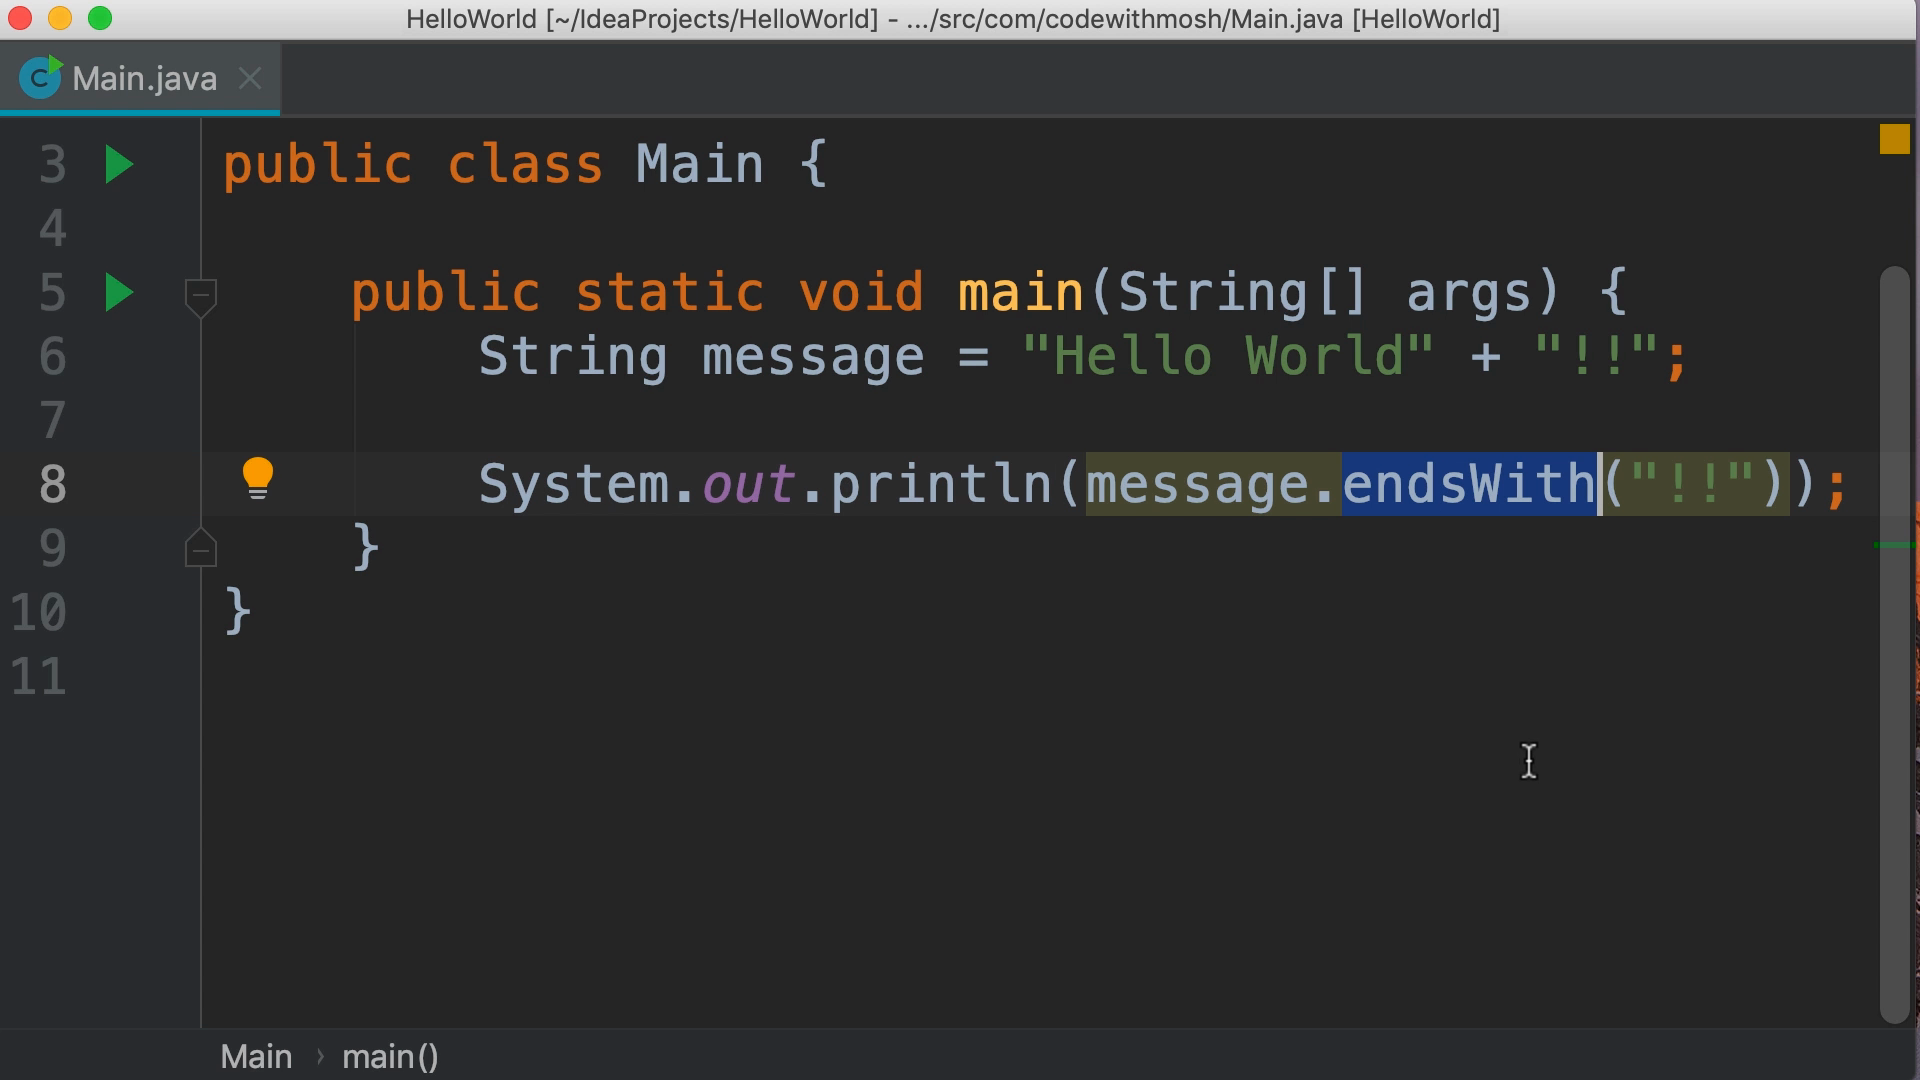 HelloWorld [~/IdeaProjects/HelloWorld] - .../src/com/codewithmosh/Main.java [HelloWorld]
C Main.java
3 public class Main {
4
5 public static void main(String[] args) {
6 String message = "Hello World" + "!!";
7
8 System.out.println(message.endsWith("!!"));
9 }
10 }
11
Main › main()